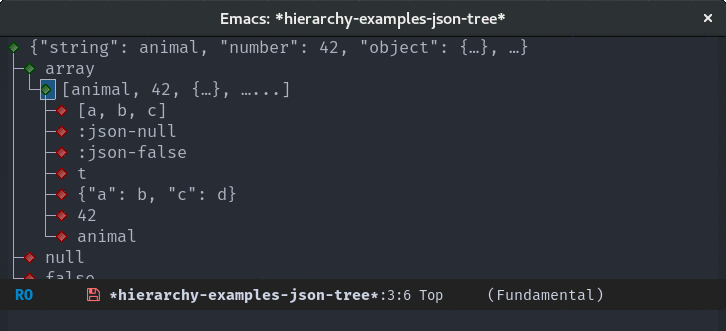 Emacs: *hierarchy-examples-json-tree*
{"string": animal, "number": 42, "object": {…}, …}
array
[animal, 42, {…}, …...]
[a, b, c]
:json-null
:json-false
t
{"a": b, "c": d}
42
animal
null
false
RO *hierarchy-examples-json-tree*:3:6 Top (Fundamental)